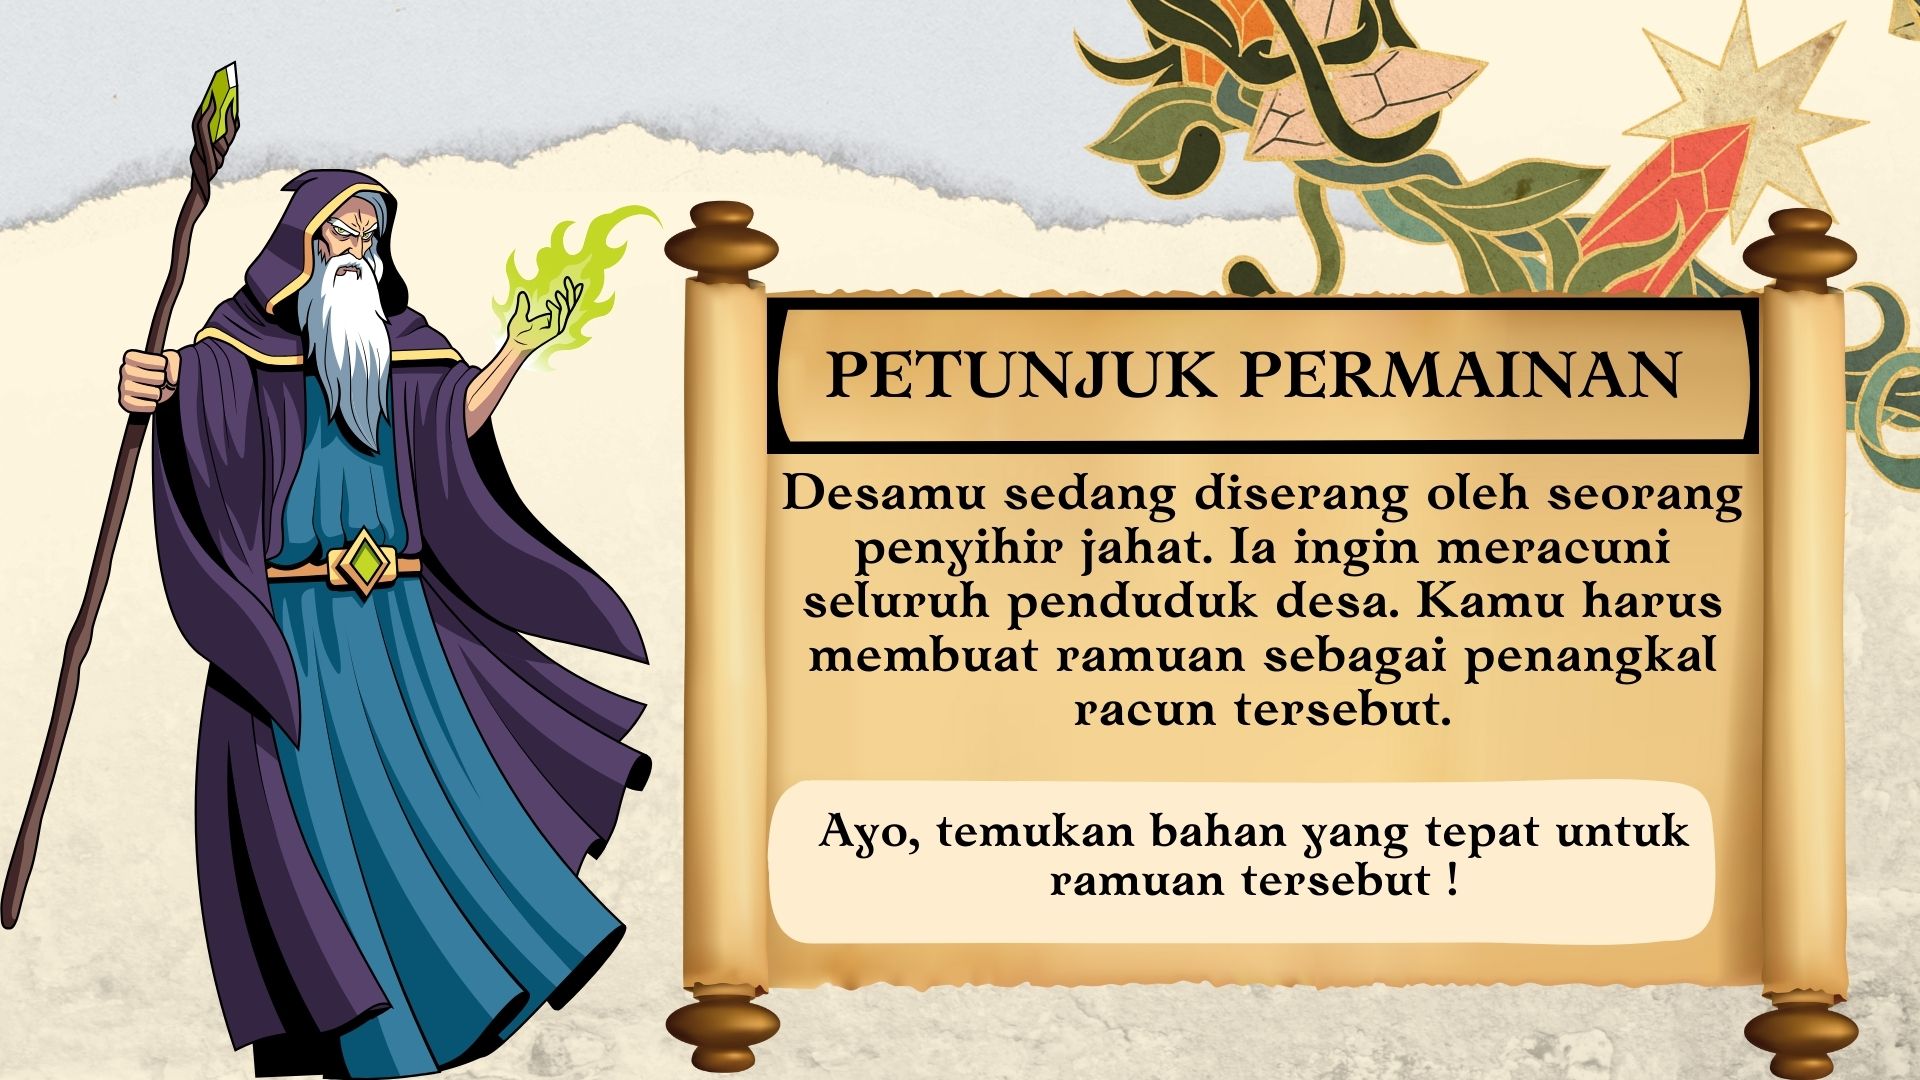 PETUNJUK PERMAINAN
Desamu sedang diserang oleh seorang
penyihir jahat. Ia ingin meracuni
seluruh penduduk desa. Kamu harus
membuat ramuan sebagai penangkal
racun tersebut.
Ayo, temukan bahan yang tepat untuk
ramuan tersebut !